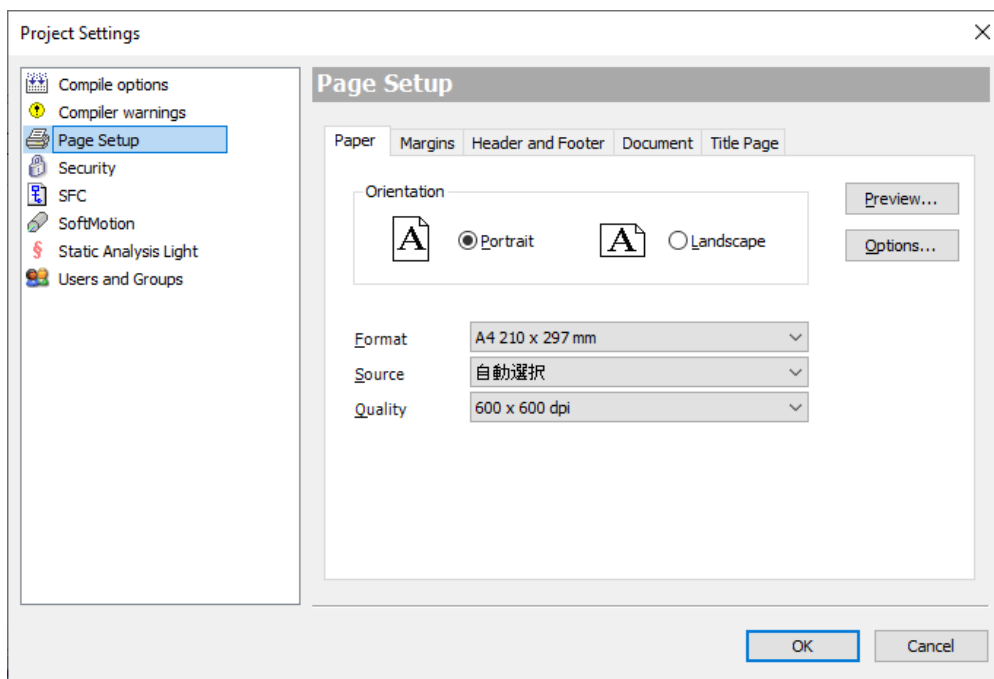 Project Settings
Compile options
Compiler warnings
Page Setup
Security
SFC
SoftMotion
Static Analysis Light
Users and Groups
Page Setup
Paper Margins Header and Footer Document Title Page
Orientation
A Portrait A Landscape
Preview...
Options...
Format A4 210 x 297 mm
Source 自動選択
Quality 600 x 600 dpi
OK Cancel